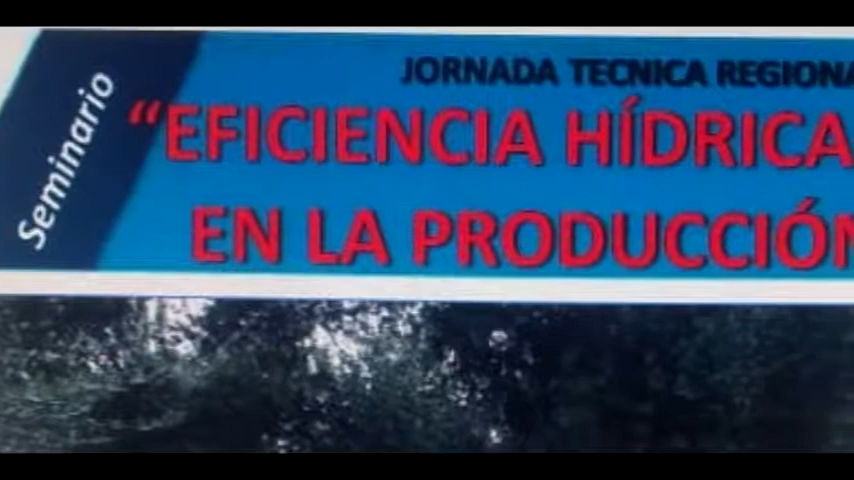 Seminario
JORNADA TECNICA REGIONA
“EFICIENCIA HÍDRICA
EN LA PRODUCCIÓN